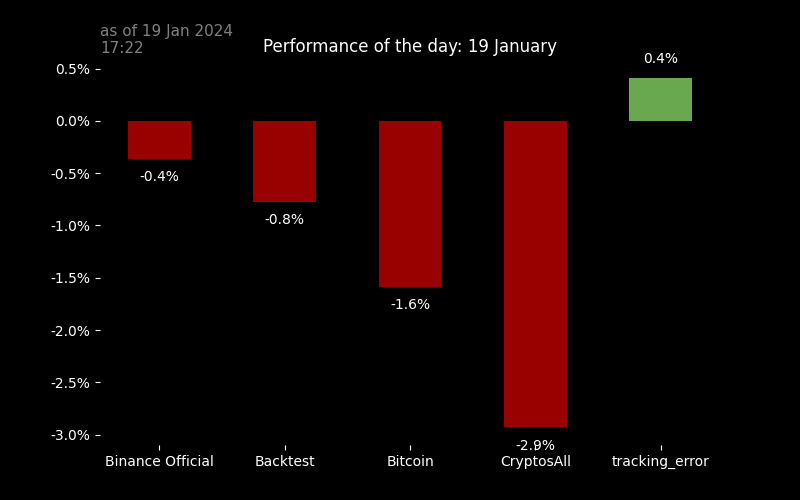 as of 19 Jan 2024
17:22
Performance of the day: 19 January
0.5%
0.0%
-0.5%
-1.0%
-1.5%
-2.0%
-2.5%
-3.0%
-0.4%
-0.8%
-1.6%
-2.9%
0.4%
Binance Official
Backtest
Bitcoin
CryptosAll
tracking_error